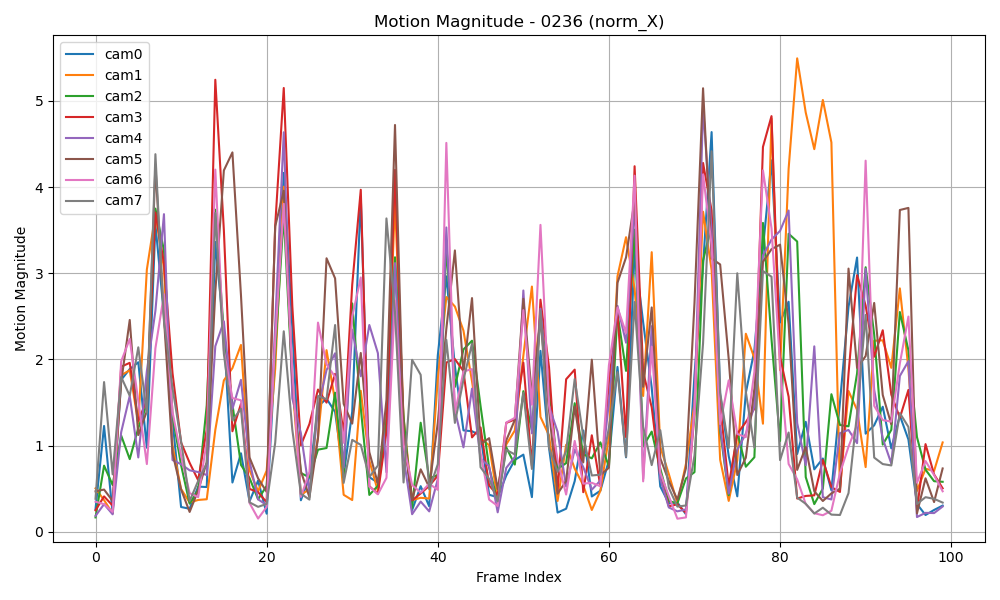 Motion Magnitude - 0236 (norm_X)
cam0
cam1
cam2
cam3
cam4
cam5
cam6
cam7
Motion Magnitude
5
4
3
2
1
0
0 20 40 60 80 100
Frame Index